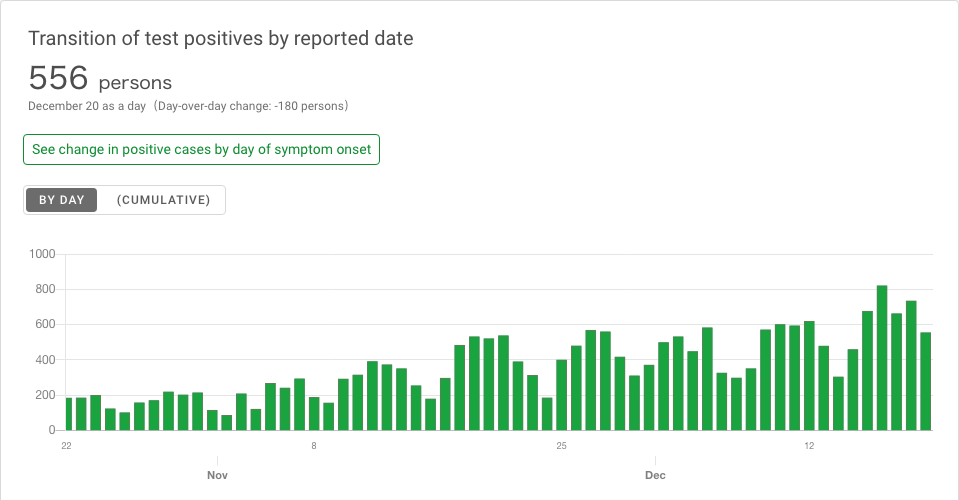 Transition of test positives by reported date
556 persons
December 20 as a day (Day-over-day change: -180 persons)
See change in positive cases by day of symptom onset
BY DAY (CUMULATIVE)
1000
800
600
400
200
0
22 8 25 12
Nov Dec